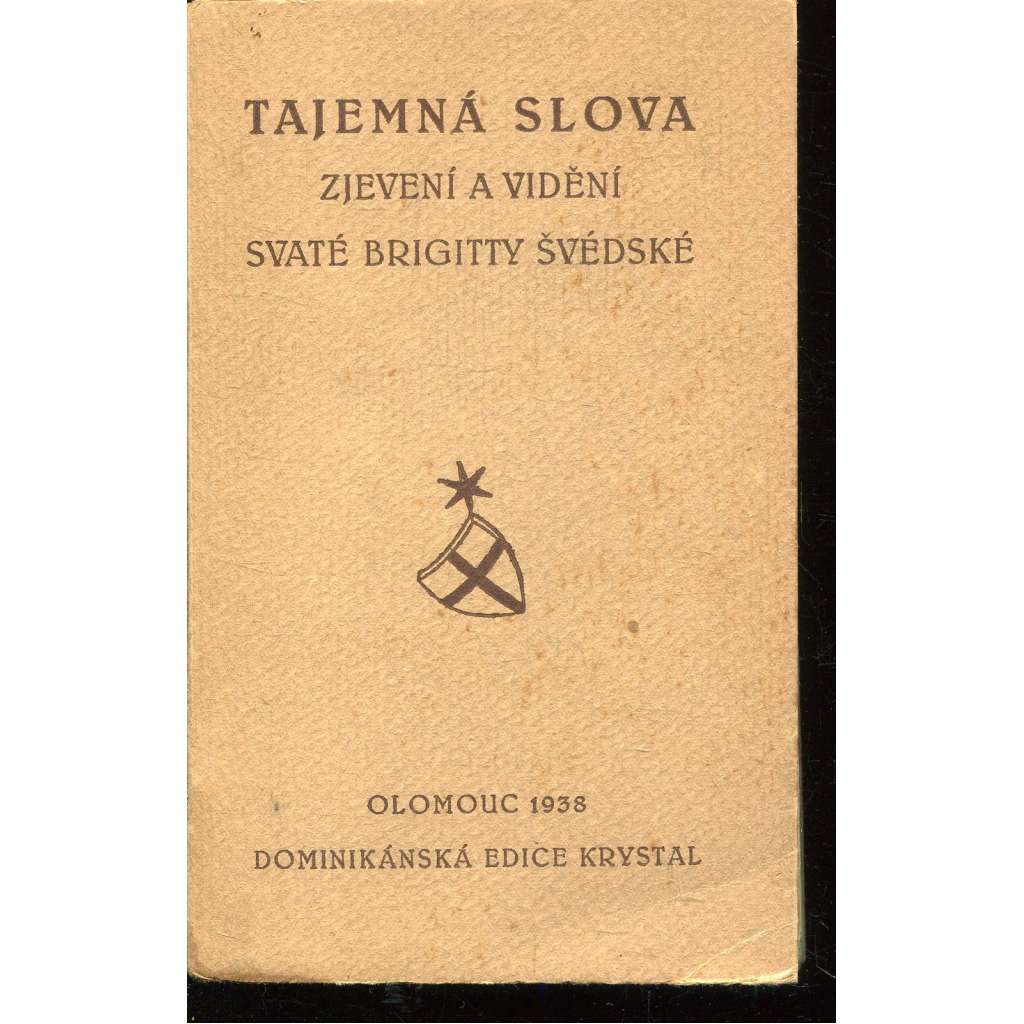 TAJEMNÁ SLOVA
ZJEVENÍ A VIDĚNÍ
SVATÉ BRIGITTY ŠVÉDSKÉ
OLOMOUC 1938
DOMINIKÁNSKÁ EDICE KRYSTAL